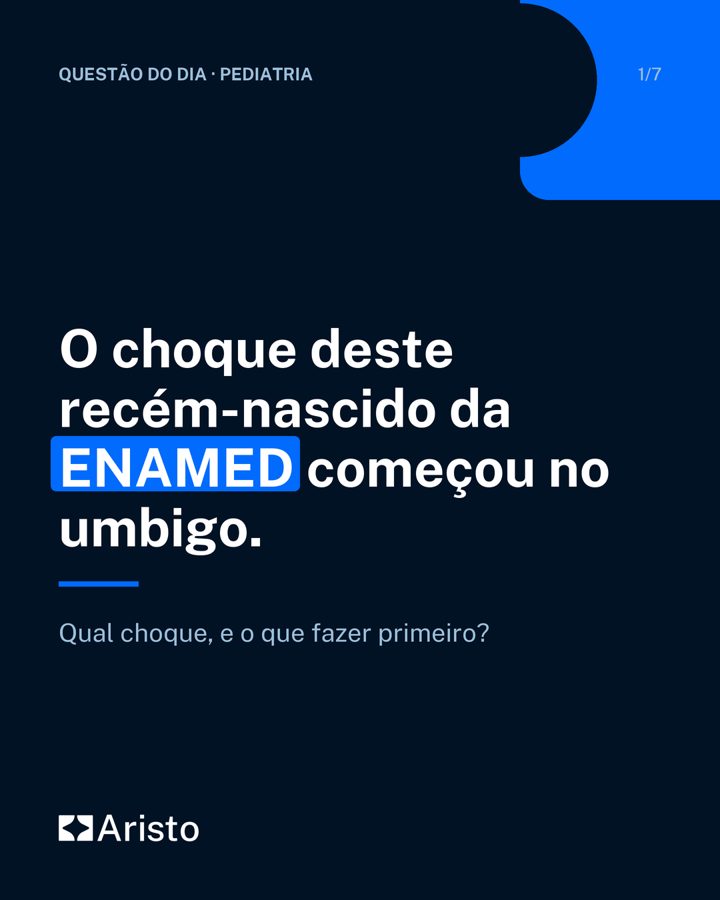 QUESTÃO DO DIA · PEDIATRIA
1/7
O choque deste
recém-nascido da
ENAMED começou no
umbigo.
Qual choque, e o que fazer primeiro?
Aristo